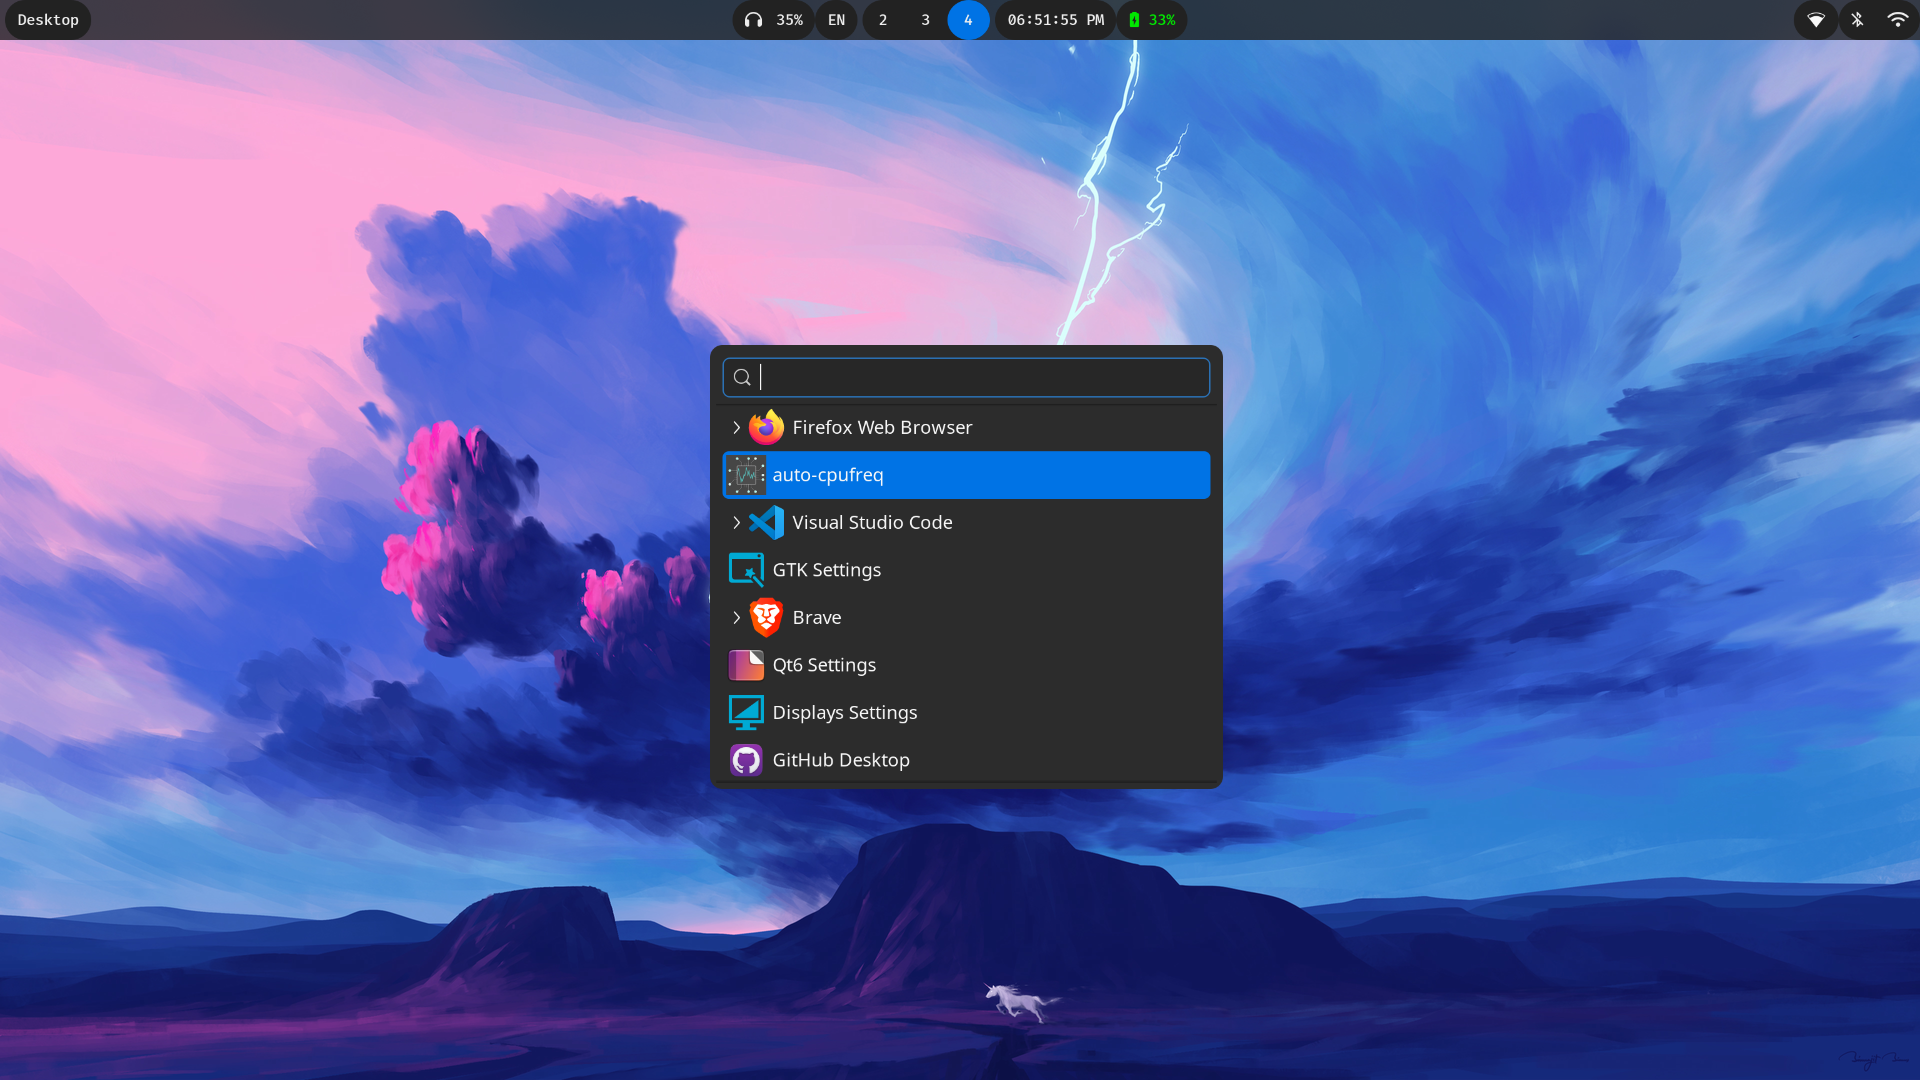 Desktop
35%
EN
2 3 4
06:51:55 PM
33%
Firefox Web Browser
auto-cpufreq
Visual Studio Code
GTK Settings
Brave
Qt6 Settings
Displays Settings
GitHub Desktop